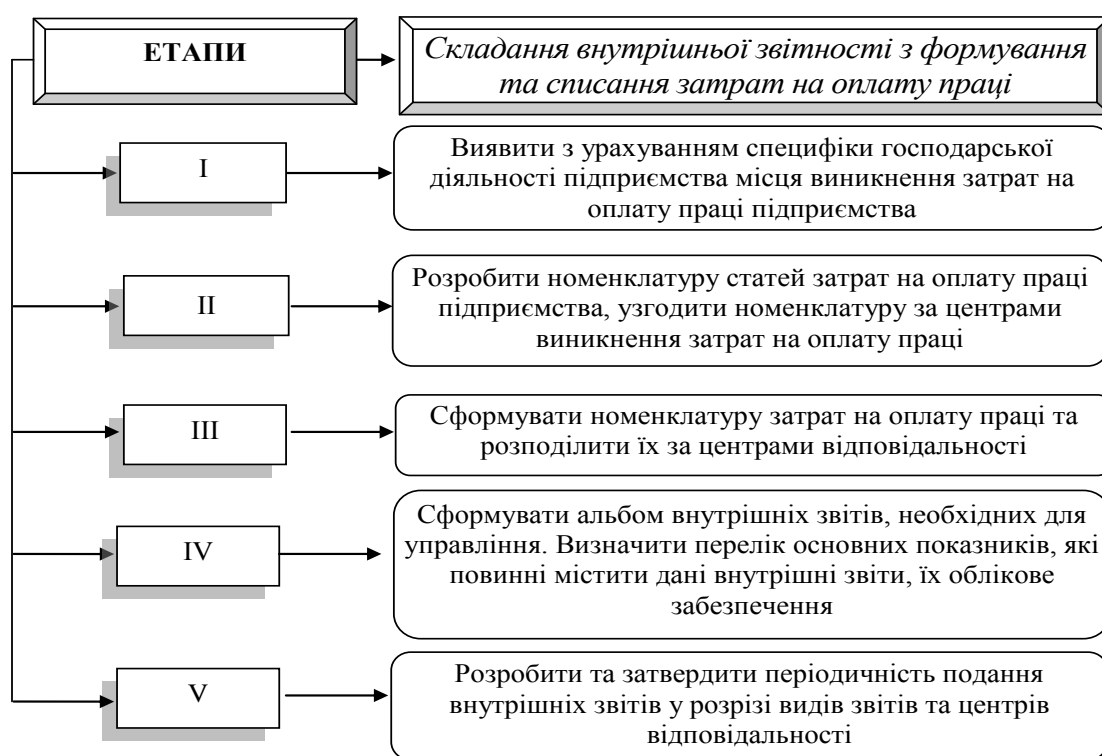 ЕТАПИ
Складання внутрішньої звітності з формування
та списання затрат на оплату праці
I
Виявити з урахуванням специфіки господарської
діяльності підприємства місця виникнення затрат на
оплату праці підприємства
II
Розробити номенклатуру статей затрат на оплату праці
підприємства, узгодити номенклатуру за центрами
виникнення затрат на оплату праці
III
Сформувати номенклатуру затрат на оплату праці та
розподілити їх за центрами відповідальності
IV
Сформувати альбом внутрішніх звітів, необхідних для
управління. Визначити перелік основних показників, які
повинні містити дані внутрішні звіти, їх облікове
забезпечення
V
Розробити та затвердити періодичність подання
внутрішніх звітів у розрізі видів звітів та центрів
відповідальності